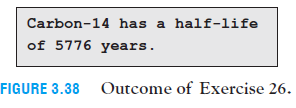 Carbon-14 has a half-life
of 5776 years.
FIGURE 3.38 Outcome of Exercise 26.